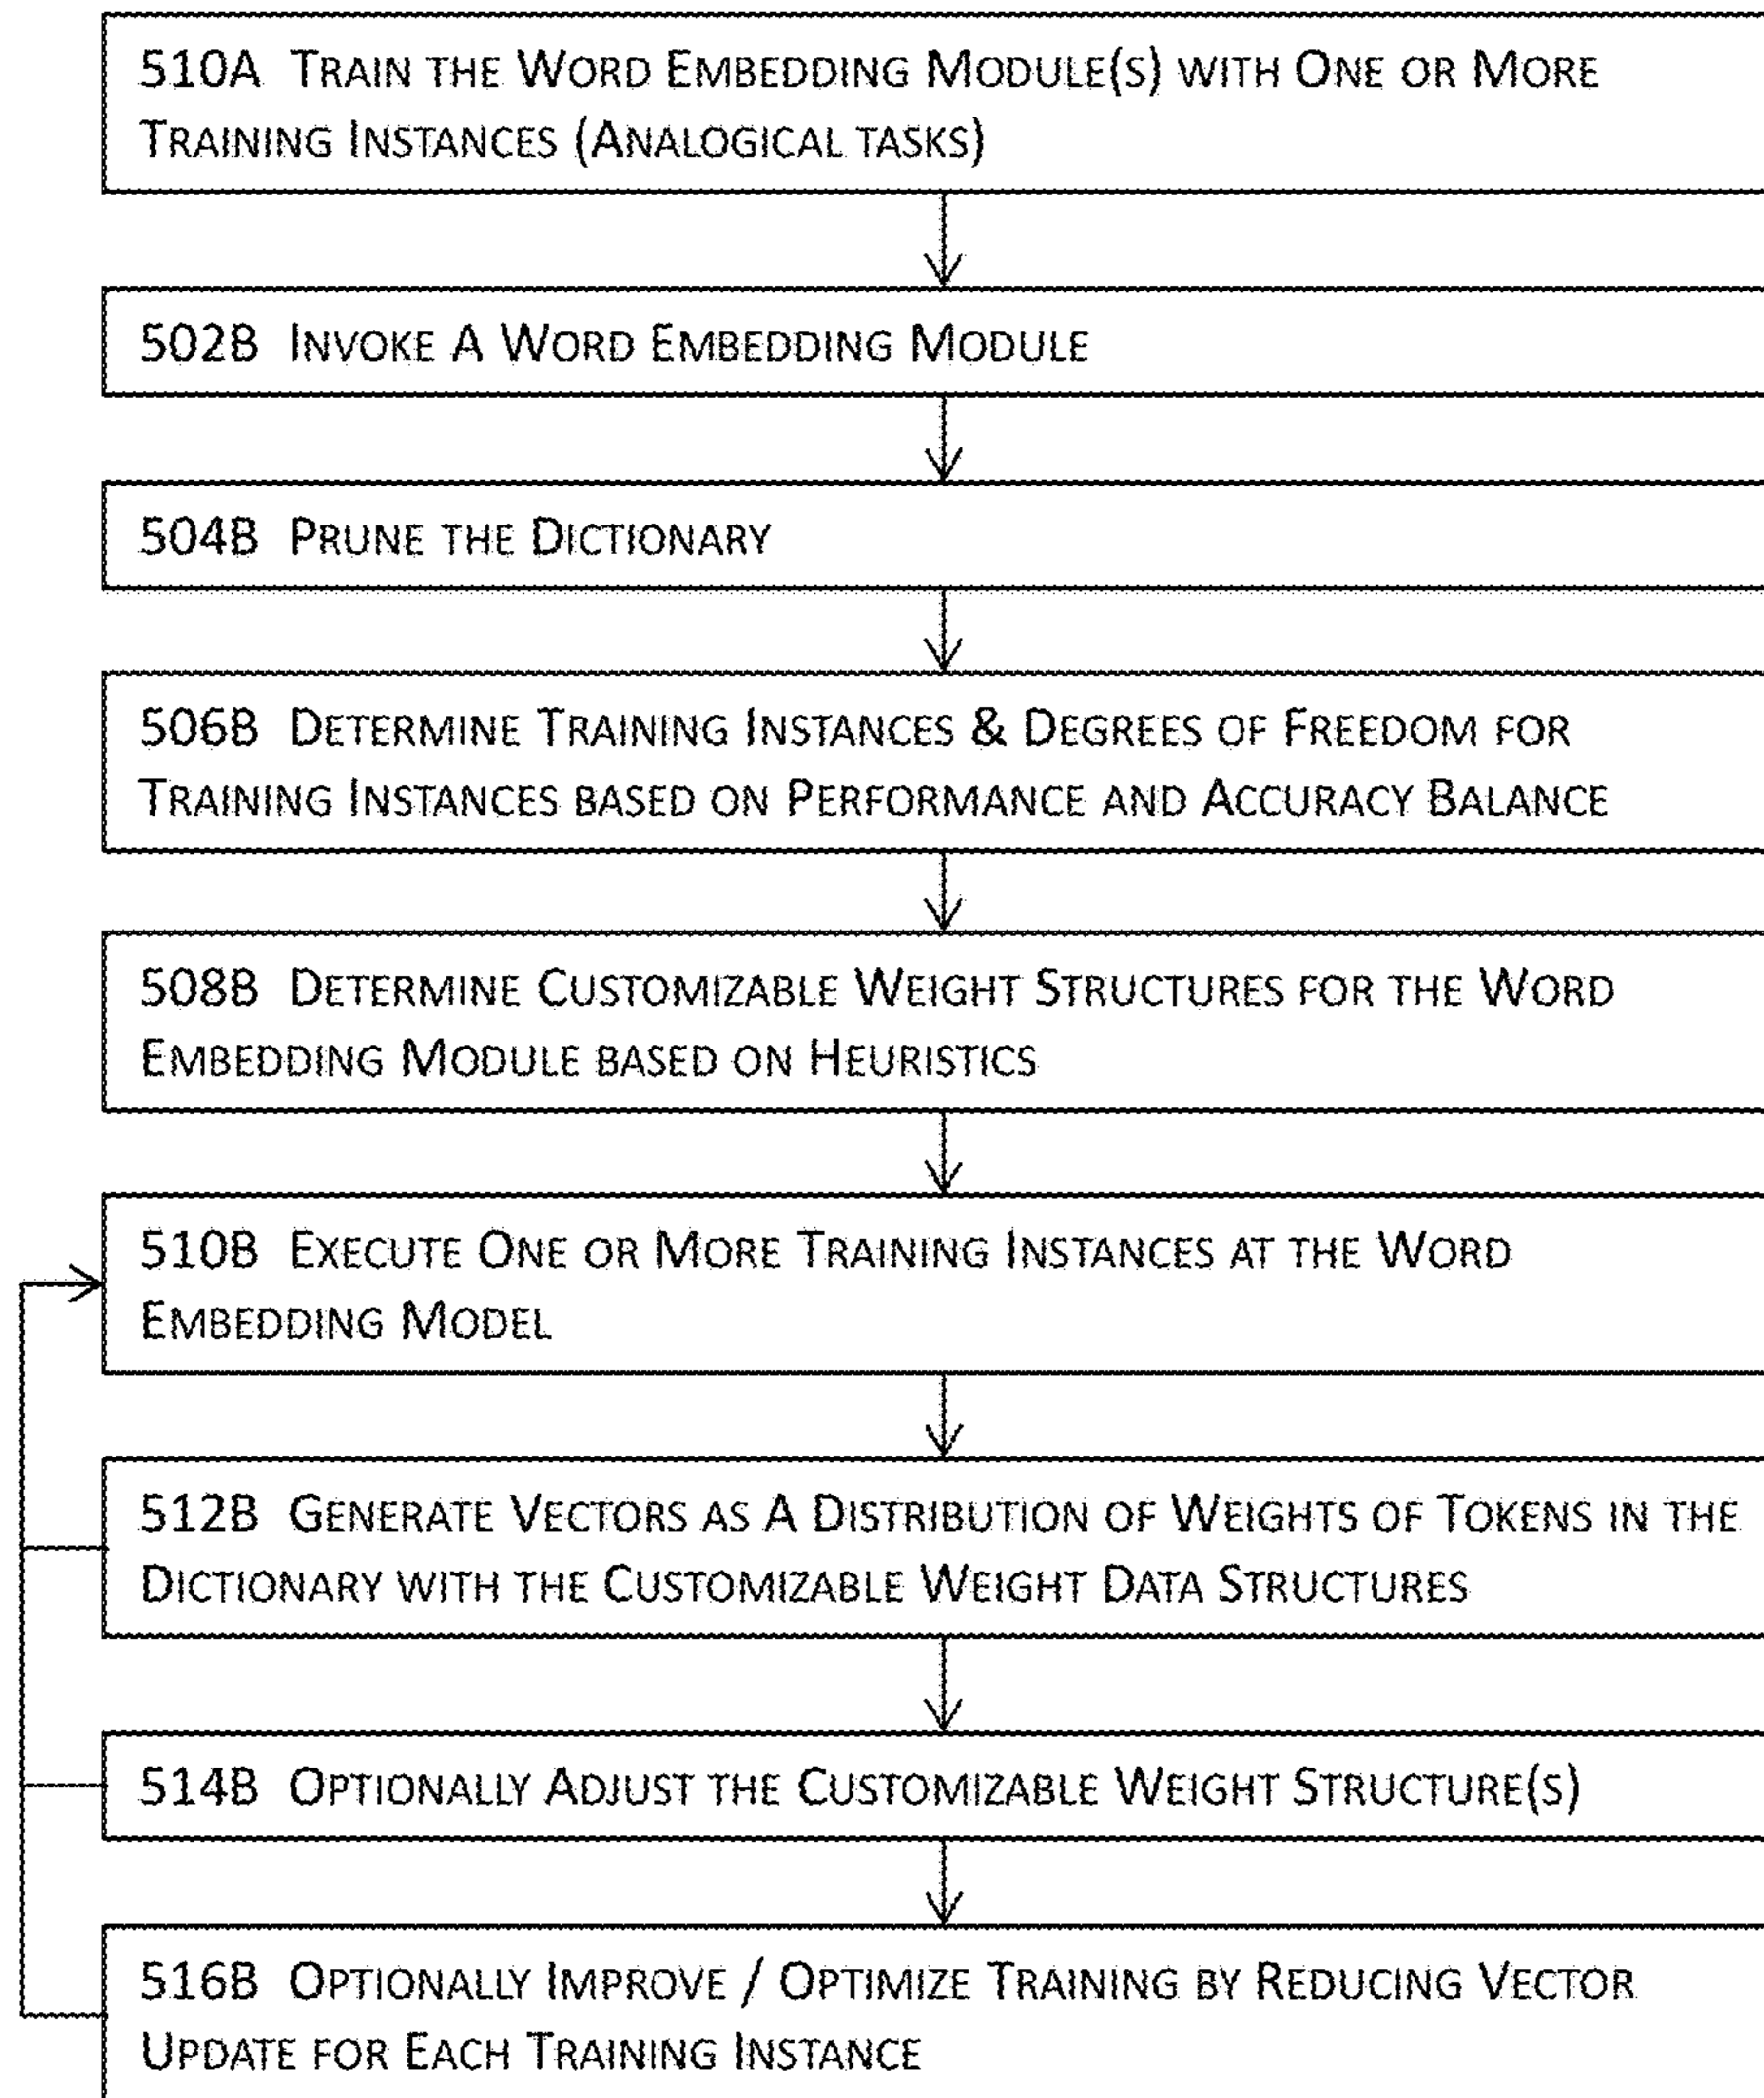 510A Train the Word Embedding Module(s) with One or More
Training Instances (Analogical tasks)
502B Invoke A Word Embedding Module
504B Prune the Dictionary
506B Determine Training Instances & Degrees of Freedom for
Training Instances based on Performance and Accuracy Balance
508B Determine Customizable Weight Structures for the Word
Embedding Module based on Heuristics
510B Execute One or More Training Instances at the Word
Embedding Model
512B Generate Vectors as A Distribution of Weights of Tokens in the
Dictionary with the Customizable Weight Data Structures
514B Optionally Adjust the Customizable Weight Structure(s)
516B Optionally Improve / Optimize Training by Reducing Vector
Update for Each Training Instance